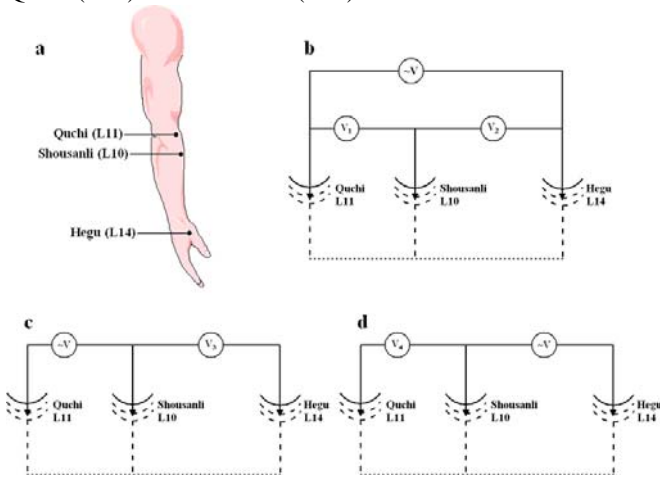 a
Quchi (L11)
Shousanli (L10)
Hegu (L14)
b
~V
V1
V2
Quchi
L11
Shousanli
L10
Hegu
L14
c
~V
V3
Quchi
L11
Shousanli
L10
Hegu
L14
d
V4
~V
Quchi
L11
Shousanli
L10
Hegu
L14